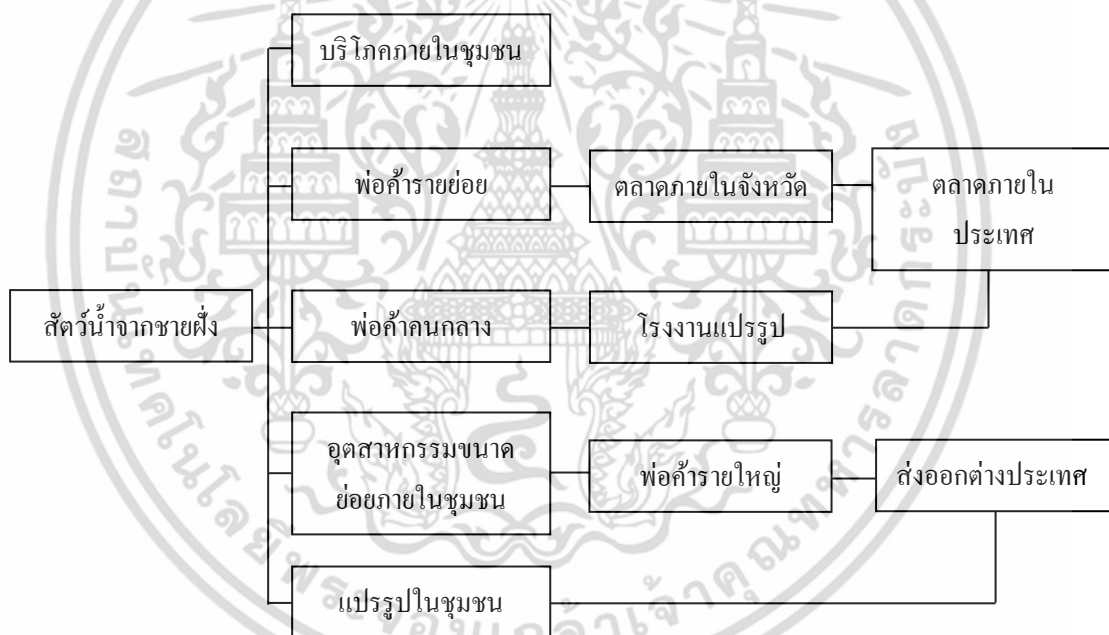 บริโภคภายในชุมชน
พ่อค้ารายย่อย
ตลาดภายในจังหวัด
ตลาดภายใน
ประเทศ
สัตว์น้ำจากชายฝั่ง
พ่อค้าคนกลาง
โรงงานแปรรูป
อุตสาหกรรมขนาด
ย่อยภายในชุมชน
พ่อค้ารายใหญ่
ส่งออกต่างประเทศ
แปรรูปในชุมชน